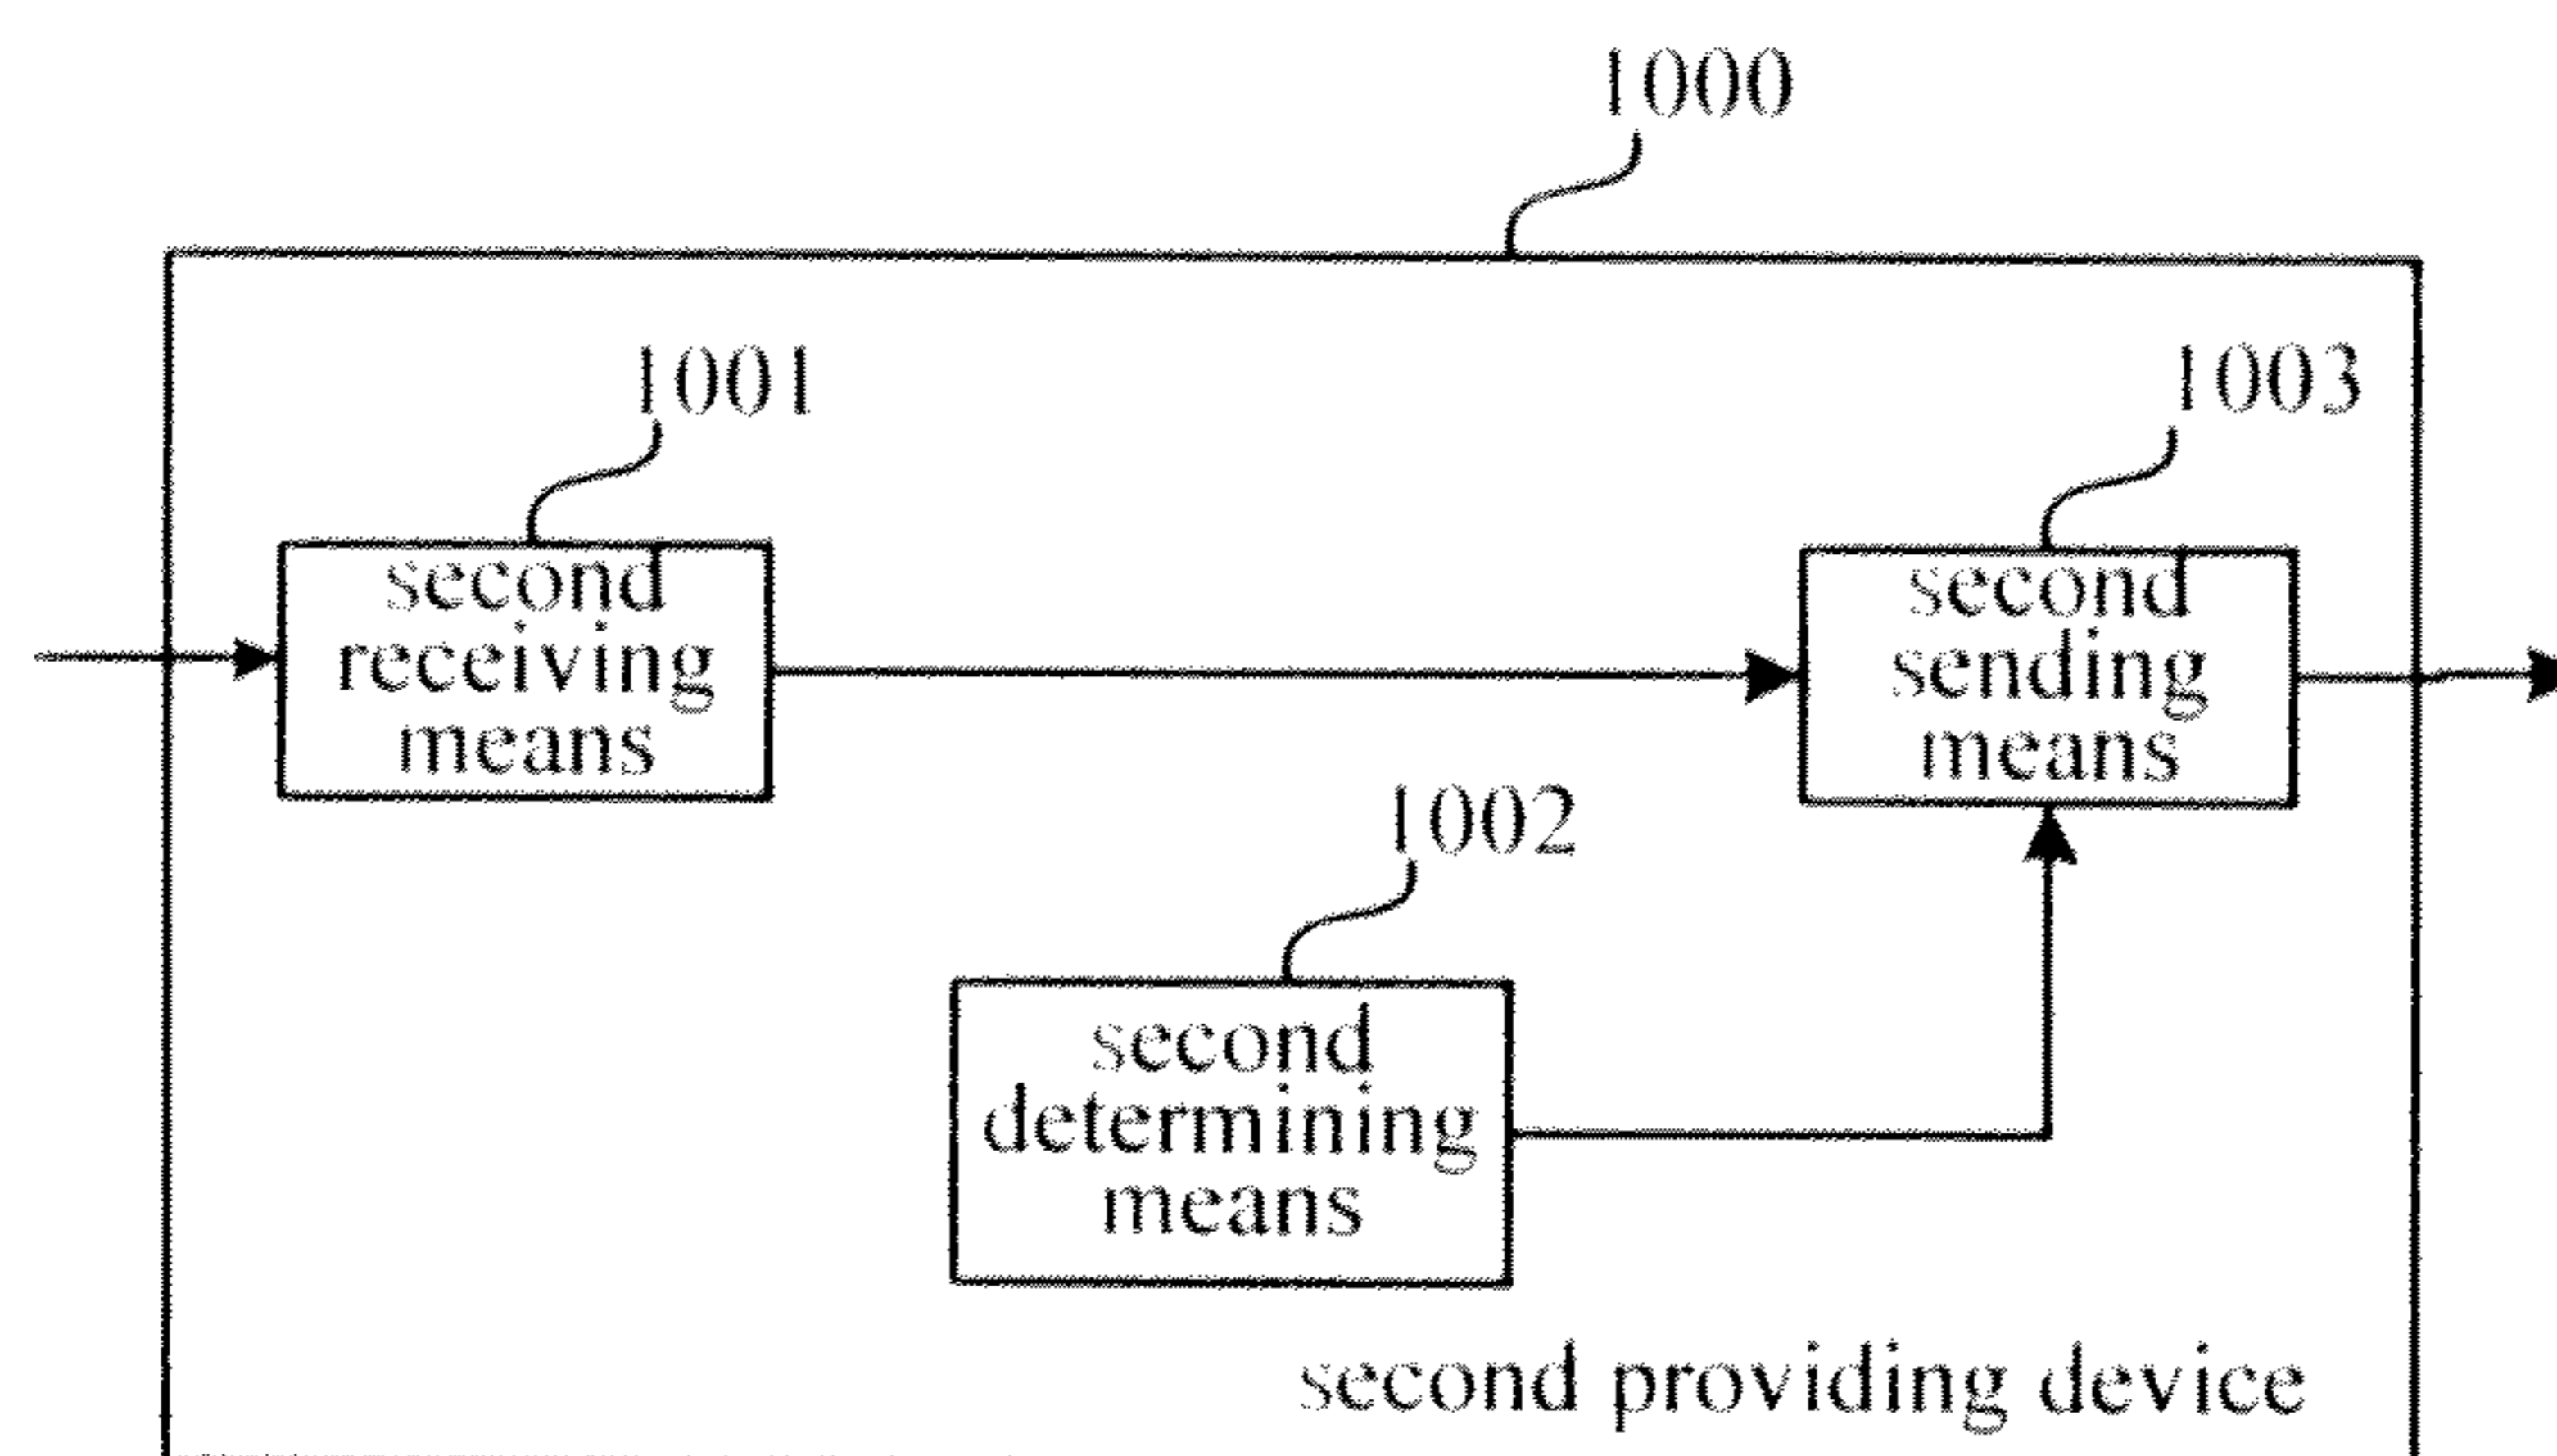 1000
1001
1003
second
receiving
means
second
sending
means
1002
second
determining
means
second providing device